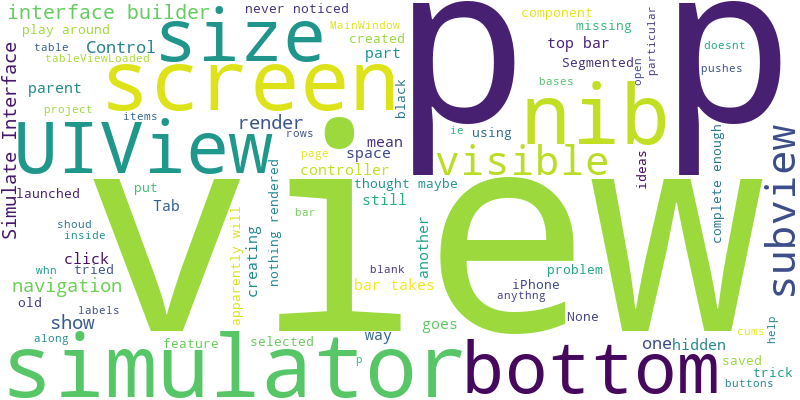 interface builder
never noticed
component
particular
play around
size
MainWindow
p p
missing
table
Control
created
top bar
doesnt
tableViewLoaded
screen
part
Segmented
open
pushes
parent
black
nib
bases
Simulate Interface
project
items
render
ie
using
UIView
rows
mean
visible
page
space
ideas
complete enough
subview
controller
launched
put
view
thought
maybe
Tab
still
bar
shoud
inside
apparently will
creating
nothing rendered
another
click
whn
tried
blank
problem
navigation
bar takes
iPhone
anythng
old
labels
show
goes
None
along
simulator
feature
selected
way
p
bottom
one
hidden
cums
help
saved
trick
buttons